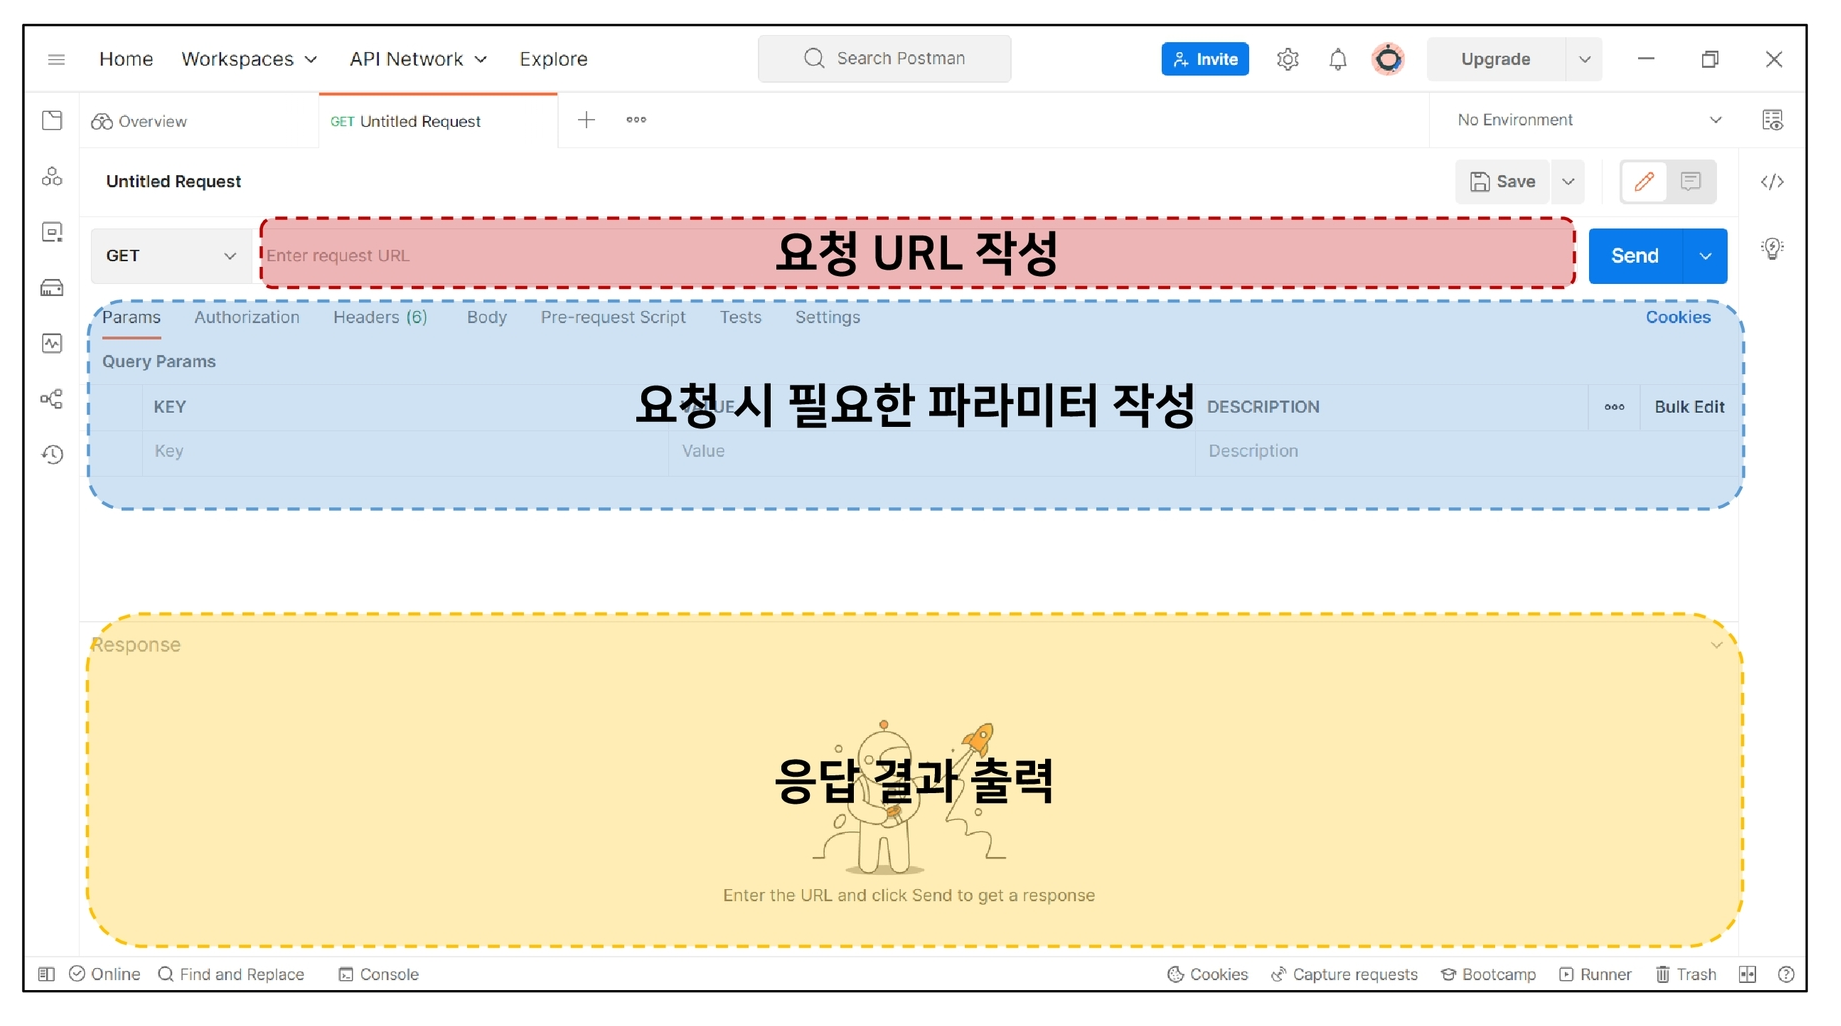 Home Workspaces API Network Explore Search Postman Invite Upgrade
Overview GET Untitled Request No Environment
Untitled Request Save
GET Enter request URL 요청 URL 작성 Send
Params Authorization Headers (6) Body Pre-request Script Tests Settings Cookies
Query Params
KEY VALUE DESCRIPTION Bulk Edit
요청 시 필요한 파라미터 작성
Key Value Description
Response
응답 결과 출력
Enter the URL and click Send to get a response
Online Find and Replace Console Cookies Capture requests Bootcamp Runner Trash